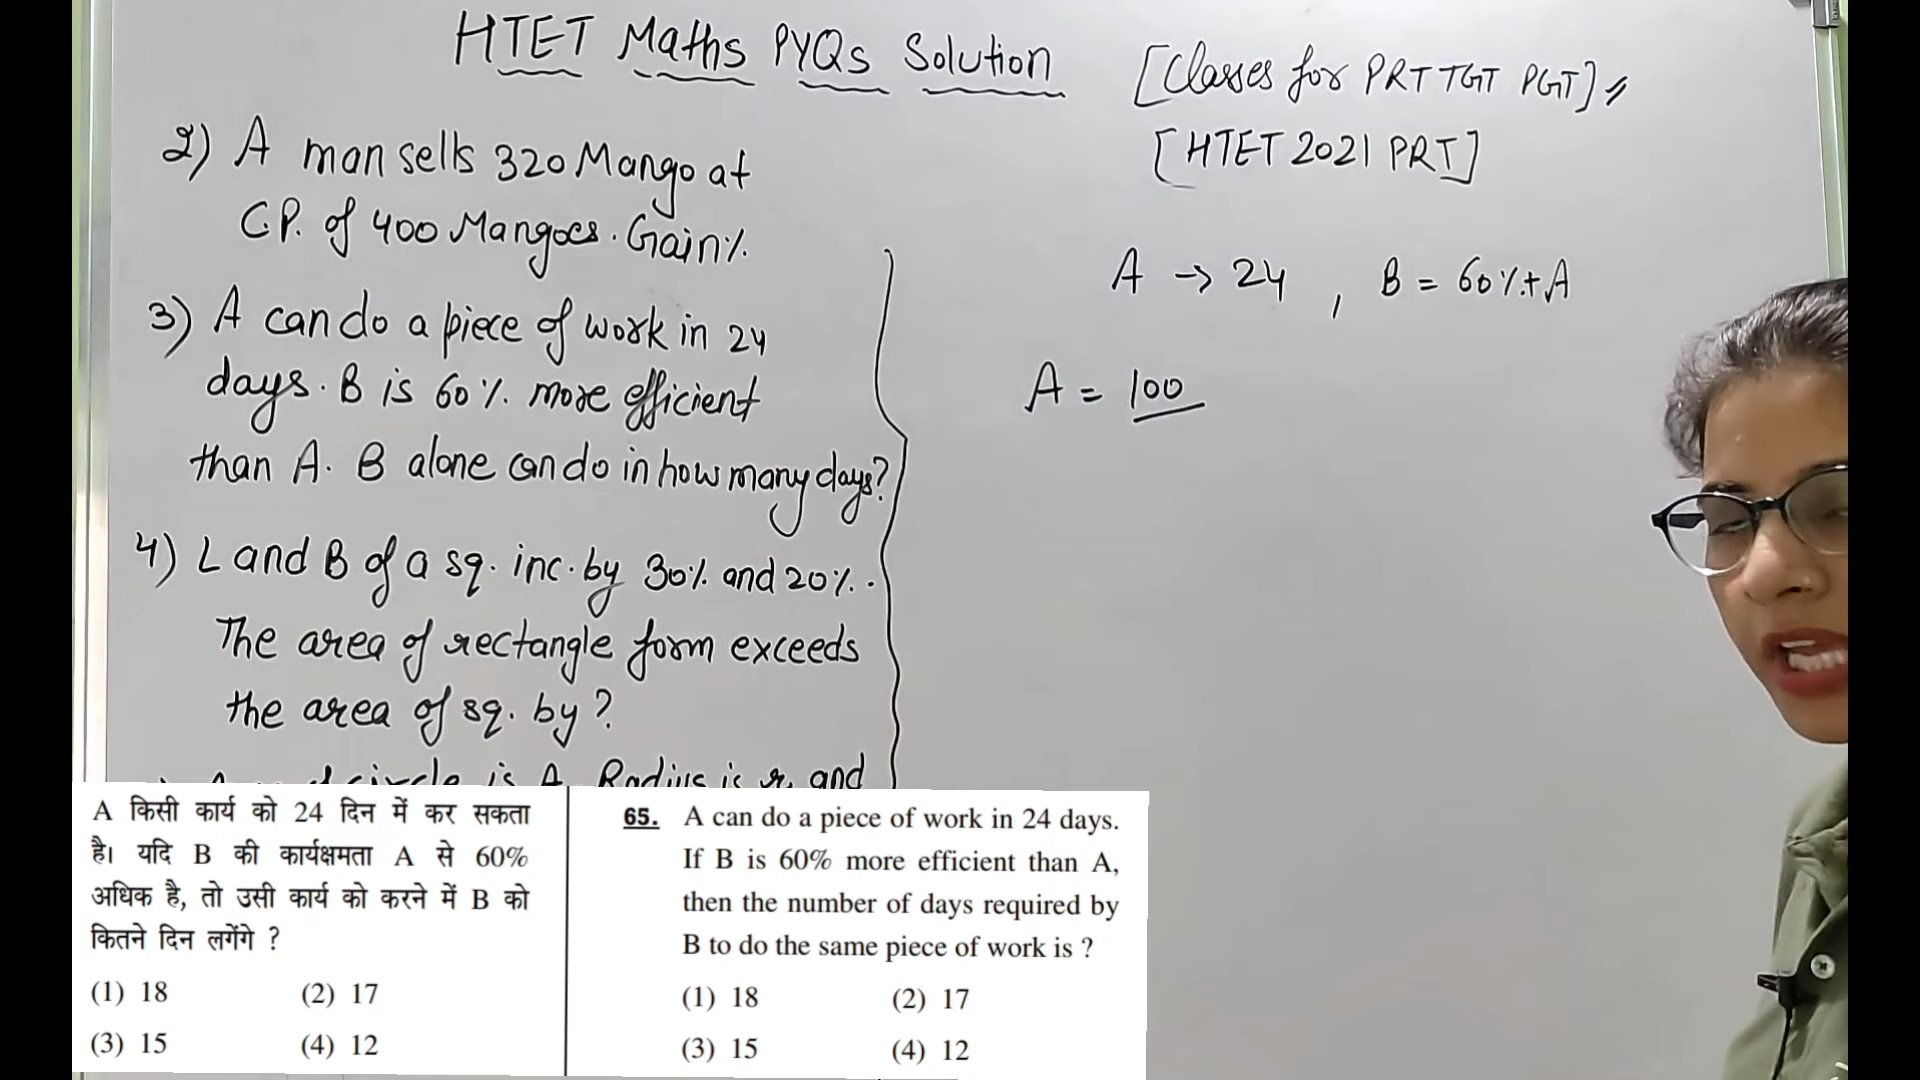 HTET Maths PYQs Solution
[Classes for PRT TGT PGT]
[HTET 2021 PRT]
2) A man sells 320 Mango at
C.P. of 400 Mangoes. Gain%.
3) A can do a piece of work in 24
days. B is 60%. more efficient
than A. B alone can do in how many days?
4) L and B of a sq. inc. by 30%. and 20%..
The area of rectangle form exceeds
the area of sq. by?
circle is A. Radius is r and
A → 24 , B = 60%.+ A
A = 100
A किसी कार्य को 24 दिन में कर सकता
है। यदि B की कार्यक्षमता A से 60%
अधिक है, तो उसी कार्य को करने में B को
कितने दिन लगेंगे ?
(1) 18 (2) 17
(3) 15 (4) 12
65. A can do a piece of work in 24 days.
If B is 60% more efficient than A,
then the number of days required by
B to do the same piece of work is ?
(1) 18 (2) 17
(3) 15 (4) 12